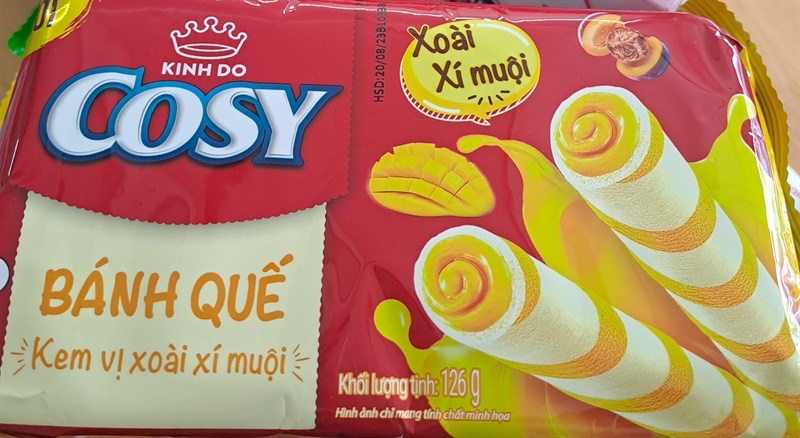 KINH DO
COSY
BÁNH QUẾ
Kem vị xoài xí muội
Xoài
Xí muội
Khối lượng tịnh: 126 g
Hình ảnh chỉ mang tính chất minh họa